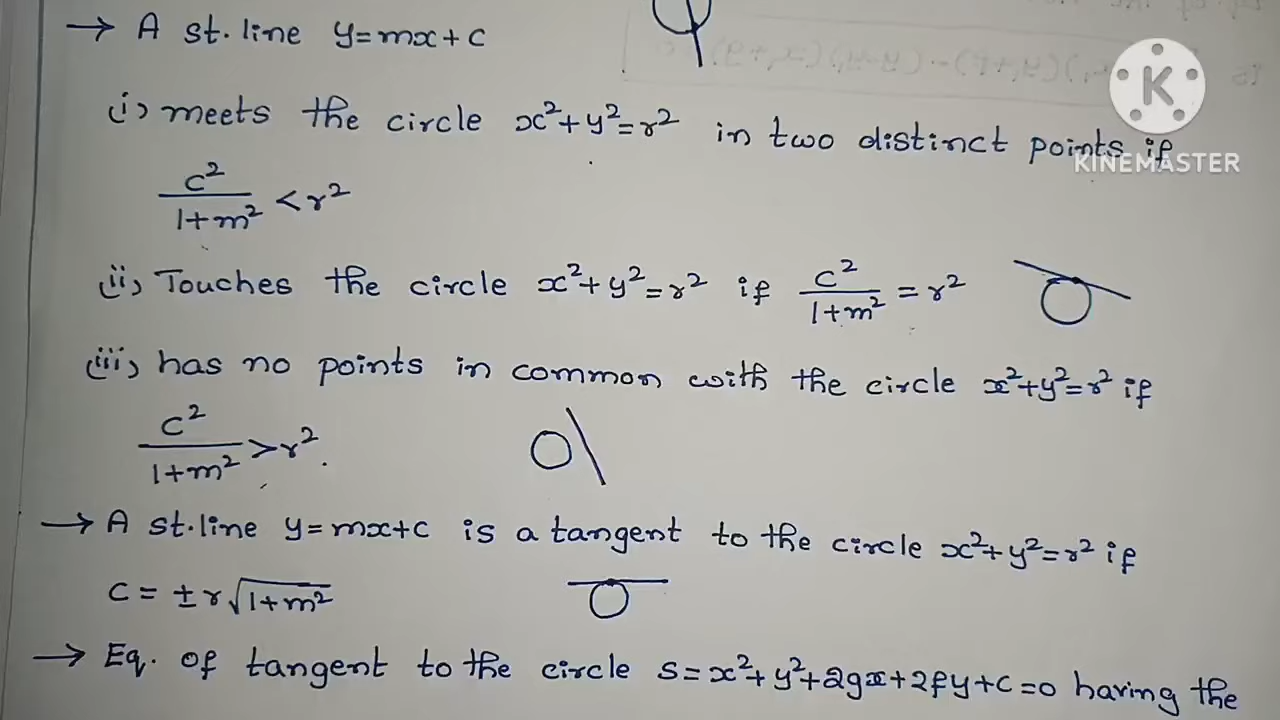 → A st. line y=mx+c
(i) meets the circle x²+y²=r² in two distinct points if
c²/1+m² < r²
(ii) Touches the circle x²+y²=r² if c²/1+m² = r²
(iii) has no points in common with the circle x²+y²=r² if
c²/1+m² > r².
→ A st.line y=mx+c is a tangent to the circle x²+y²=r² if
c = ±r√1+m²
→ Eq. of tangent to the circle S=x²+y²+2gx+2fy+c=0 having the
K
KINEMASTER